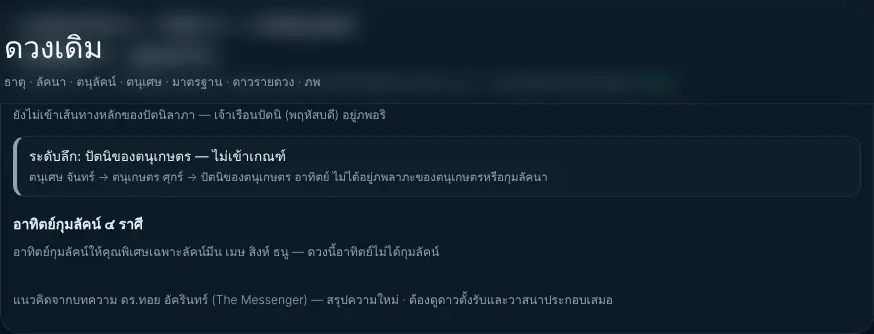 ดวงเดิม
ธาตุ · ลัคนา · ตนุลัคน์ · ตนุเศษ · มาตรฐาน · ดาวรายดวง · ภพ
ยังไม่เข้าเส้นทางหลักของปัตนิลาภา — เจ้าเรือนปัตนิ (พฤหัสบดี) อยู่ภพอริ
ระดับลึก: ปัตนิของตนุเกษตร — ไม่เข้าเกณฑ์
ตนุเศษ จันทร์ → ตนุเกษตร ศุกร์ → ปัตนิของตนุเกษตร อาทิตย์ ไม่ได้อยู่ภพลาภะของตนุเกษตรหรือกุมลัคนา
อาทิตย์กุมลัคน์ ๔ ราศี
อาทิตย์กุมลัคน์ให้คุณพิเศษเฉพาะลัคน์มีน เมษ สิงห์ ธนู — ดวงนี้อาทิตย์ไม่ได้กุมลัคน์
แนวคิดจากบทความ ดร.ทอย อัครินทร์ (The Messenger) — สรุปความใหม่ · ต้องดูดาวตั้งรับและวาสนาประกอบเสมอ